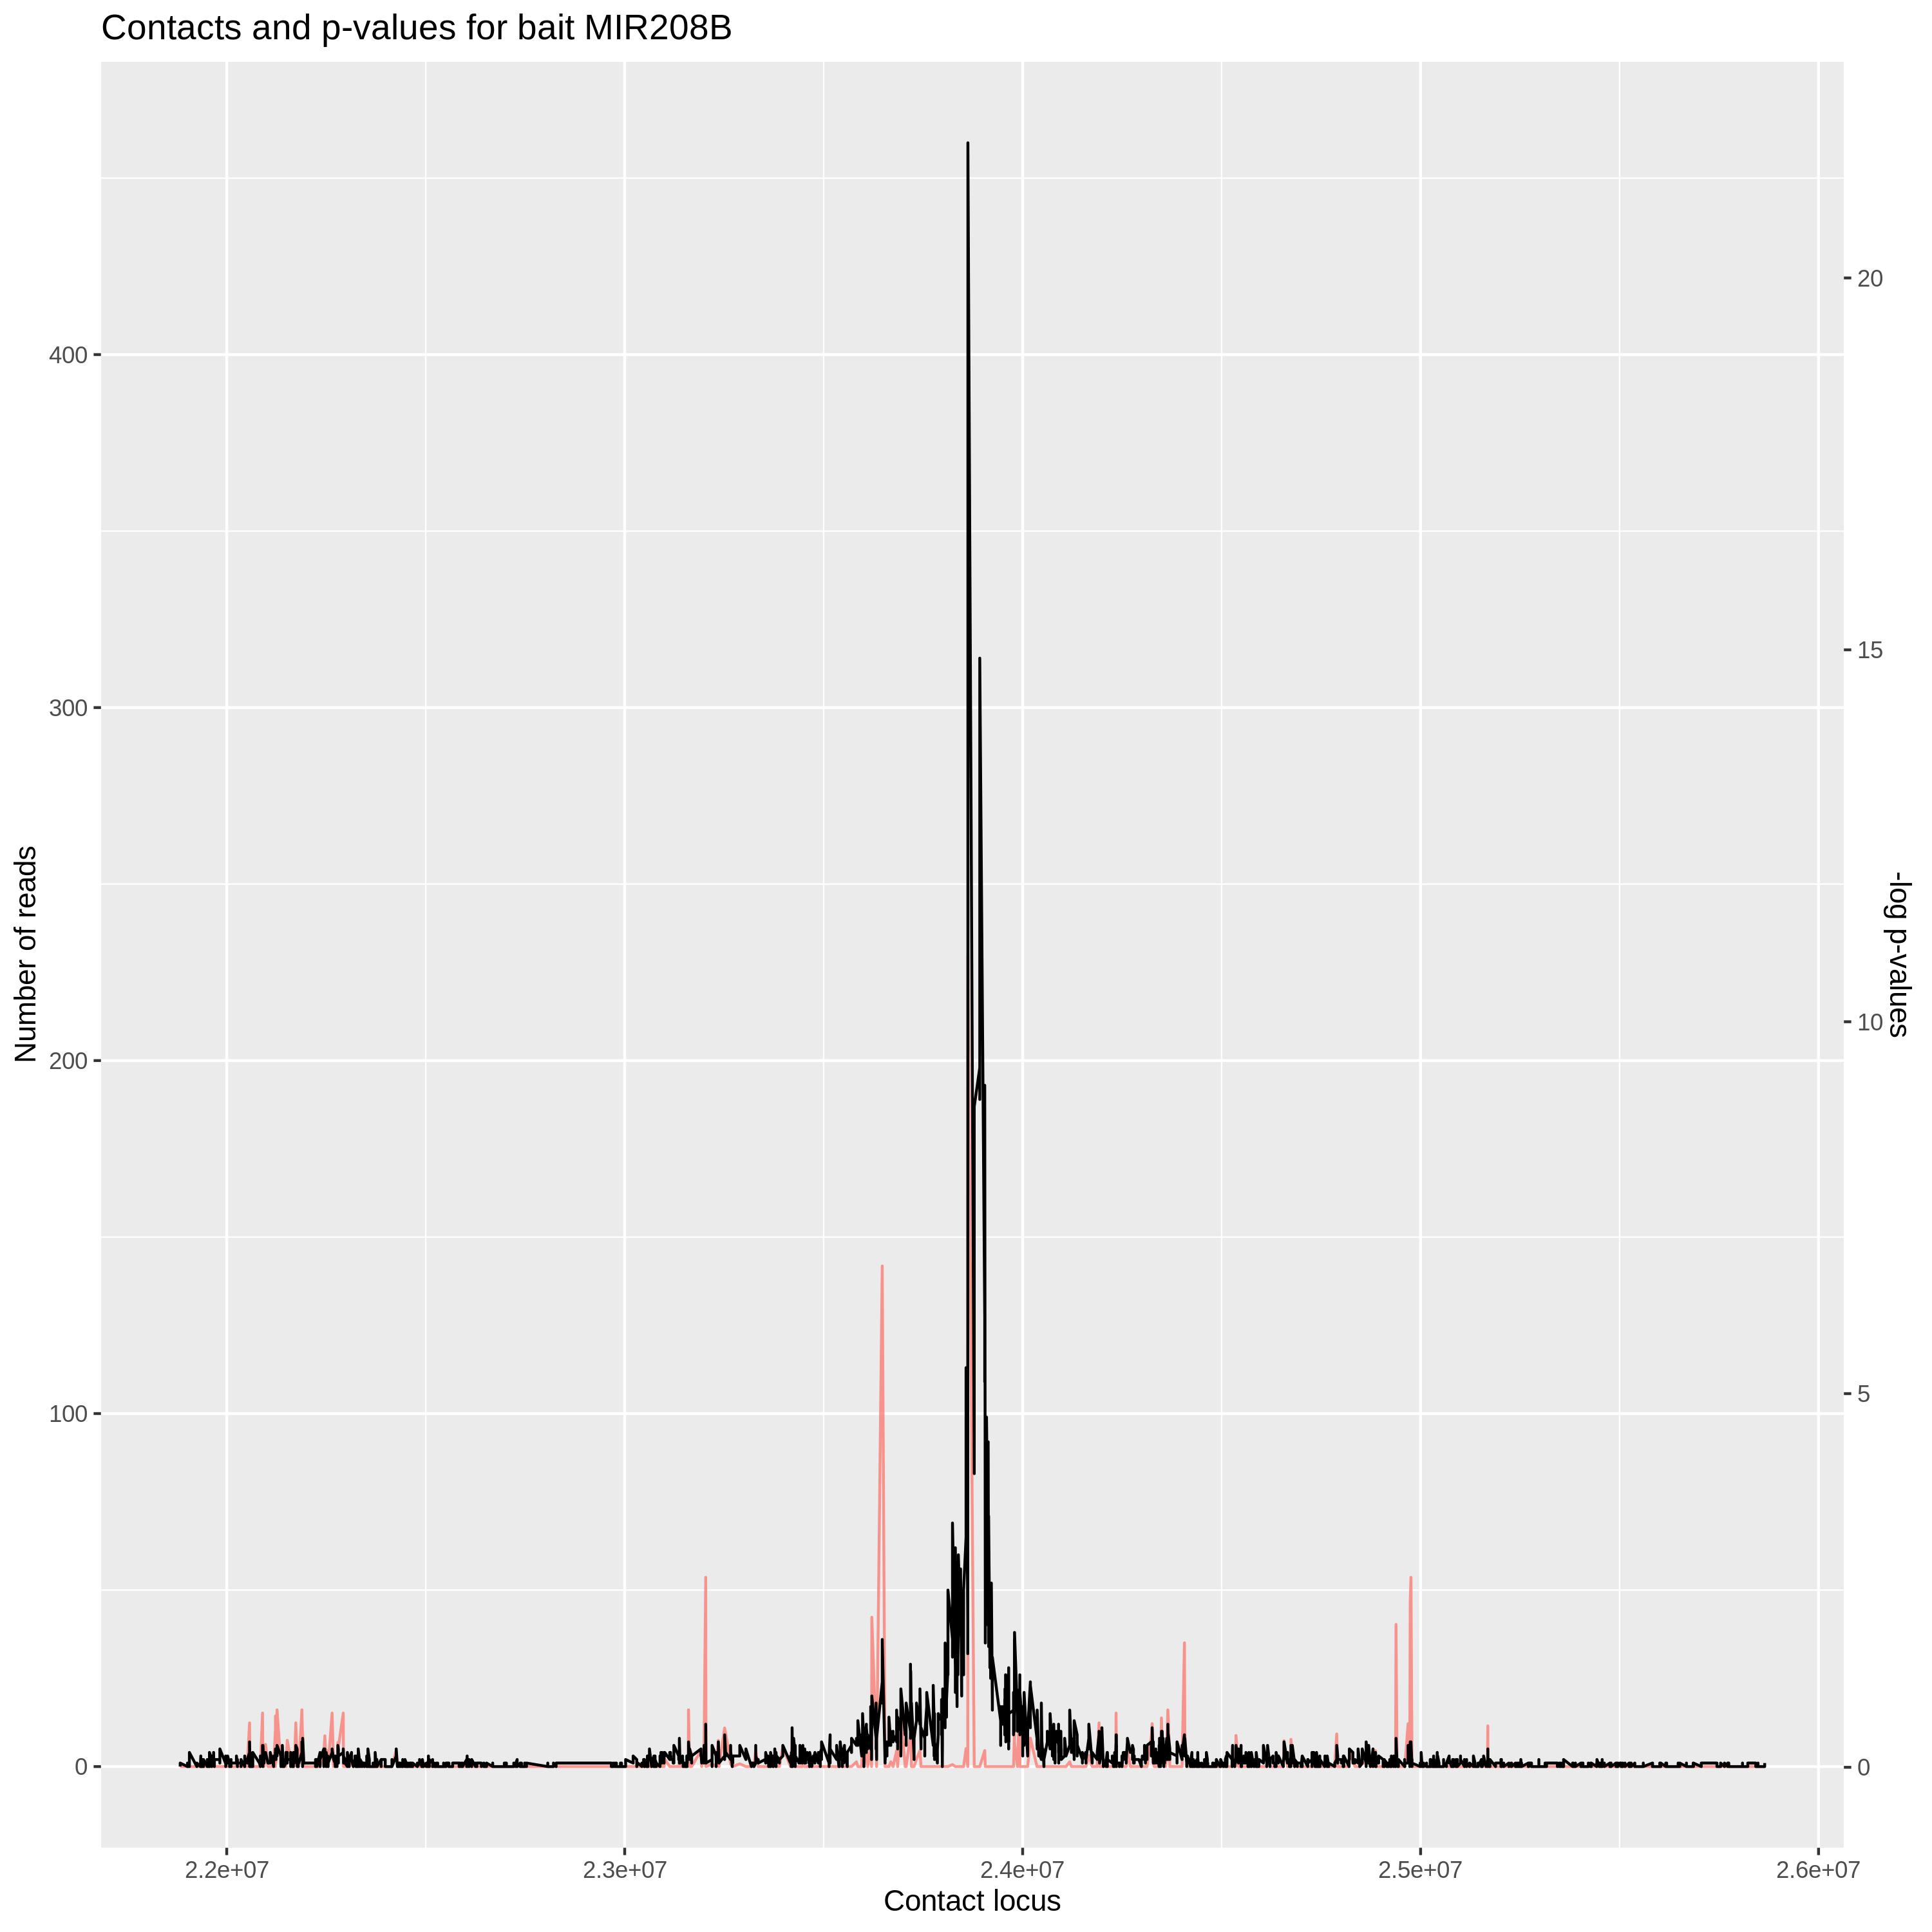 Contacts and p-values for bait MIR208B
Number of reads
400
300
200
100
0
20
15
10
5
0
-log p-values
2.2e+07 2.3e+07 2.4e+07 2.5e+07 2.6e+07
Contact locus